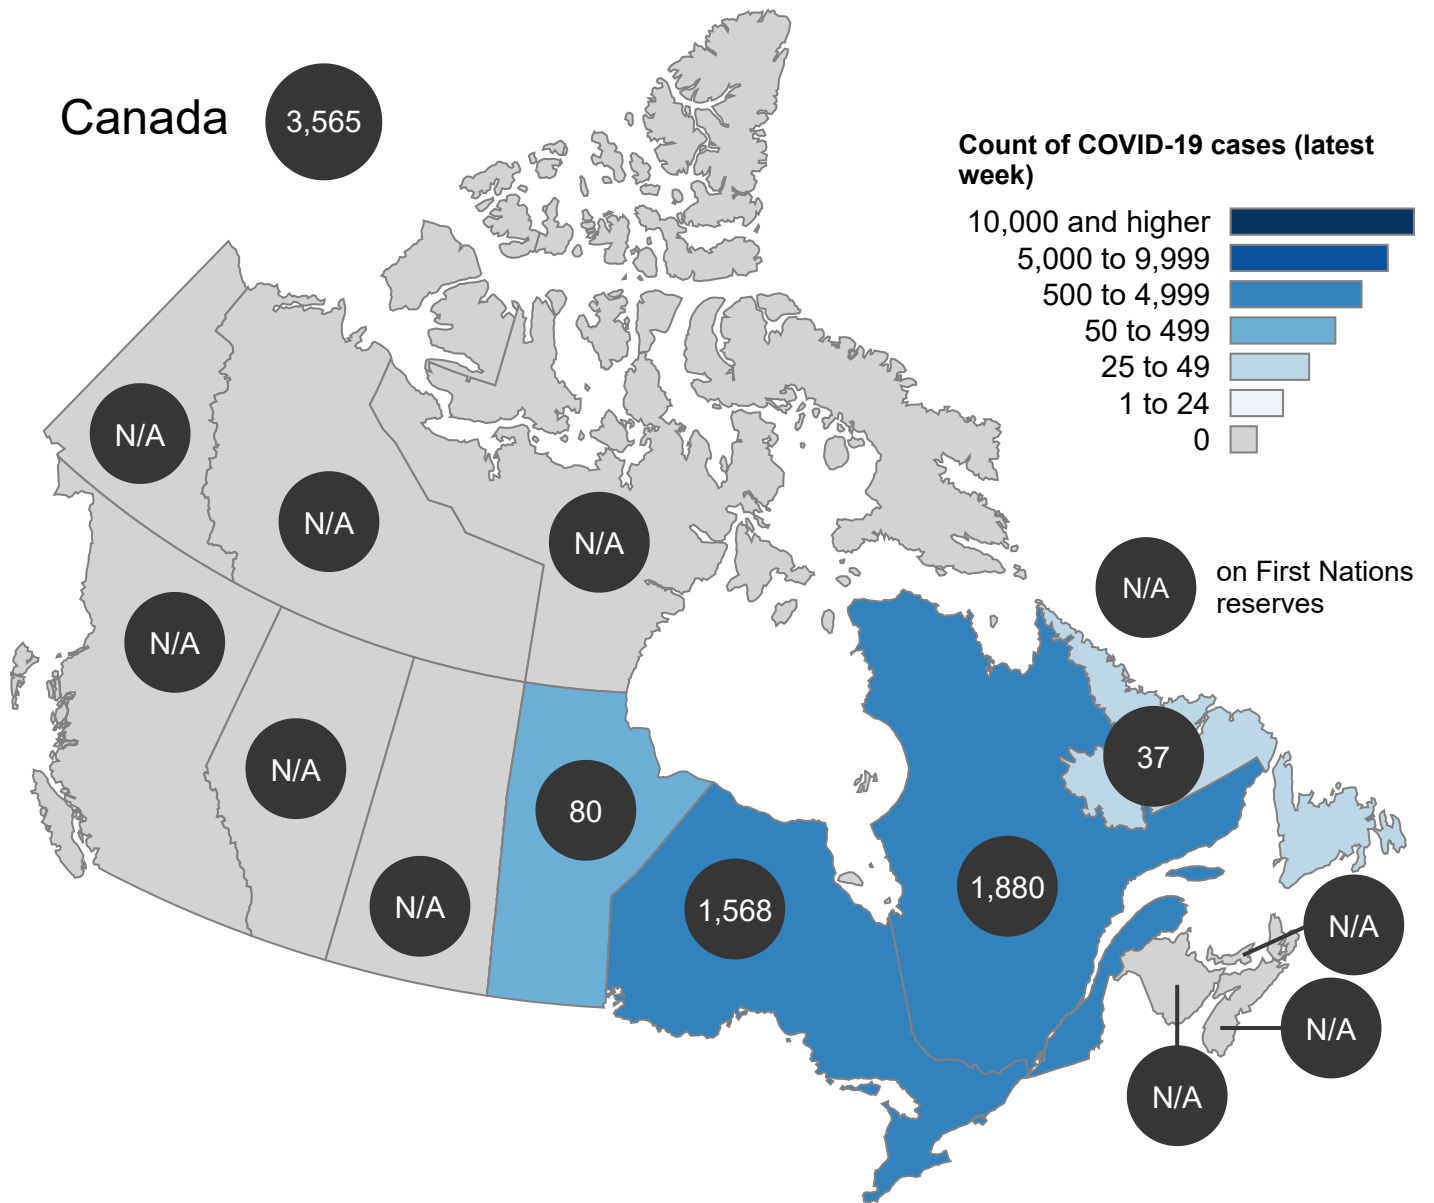 Canada
3,565
Count of COVID-19 cases (latest
week)
10,000 and higher
5,000 to 9,999
500 to 4,999
50 to 499
25 to 49
1 to 24
0
N/A
N/A
N/A
N/A
on First Nations
reserves
N/A
N/A
80
37
N/A
1,568
1,880
N/A
N/A
N/A